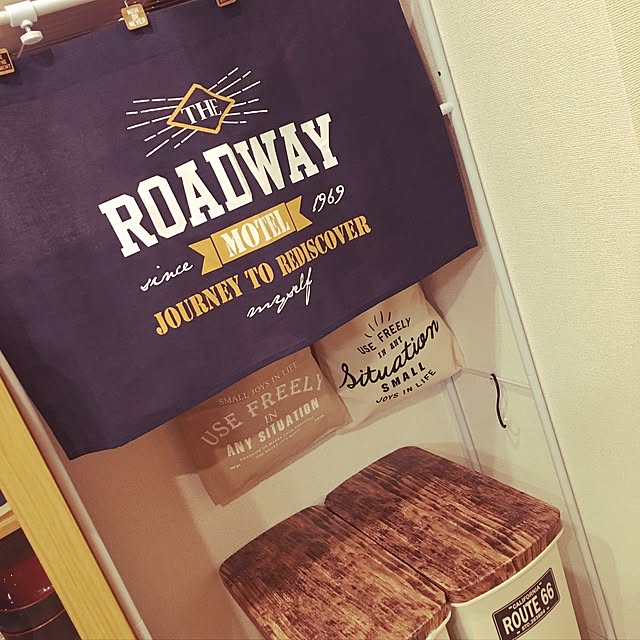 THE
ROADWAY
since MOTEL 1969
JOURNEY TO REDISCOVER
myself
USE FREELY
IN ANY
Situation
SMALL
JOYS IN LIFE
SMALL JOYS IN LIFE
USE FREELY
IN
ANY SITUATION
CALIFORNIA
ROUTE 66